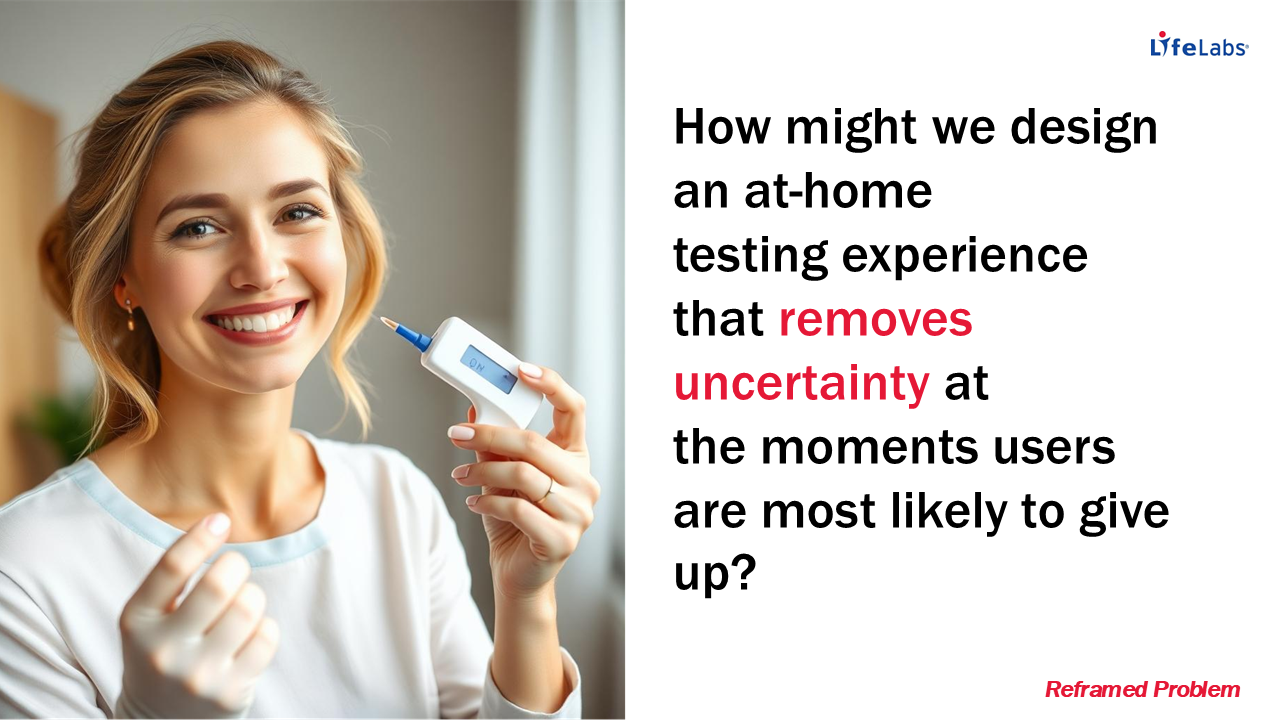 LifeLabs
How might we design
an at-home
testing experience
that removes
uncertainty at
the moments users
are most likely to give
up?
ON
Reframed Problem